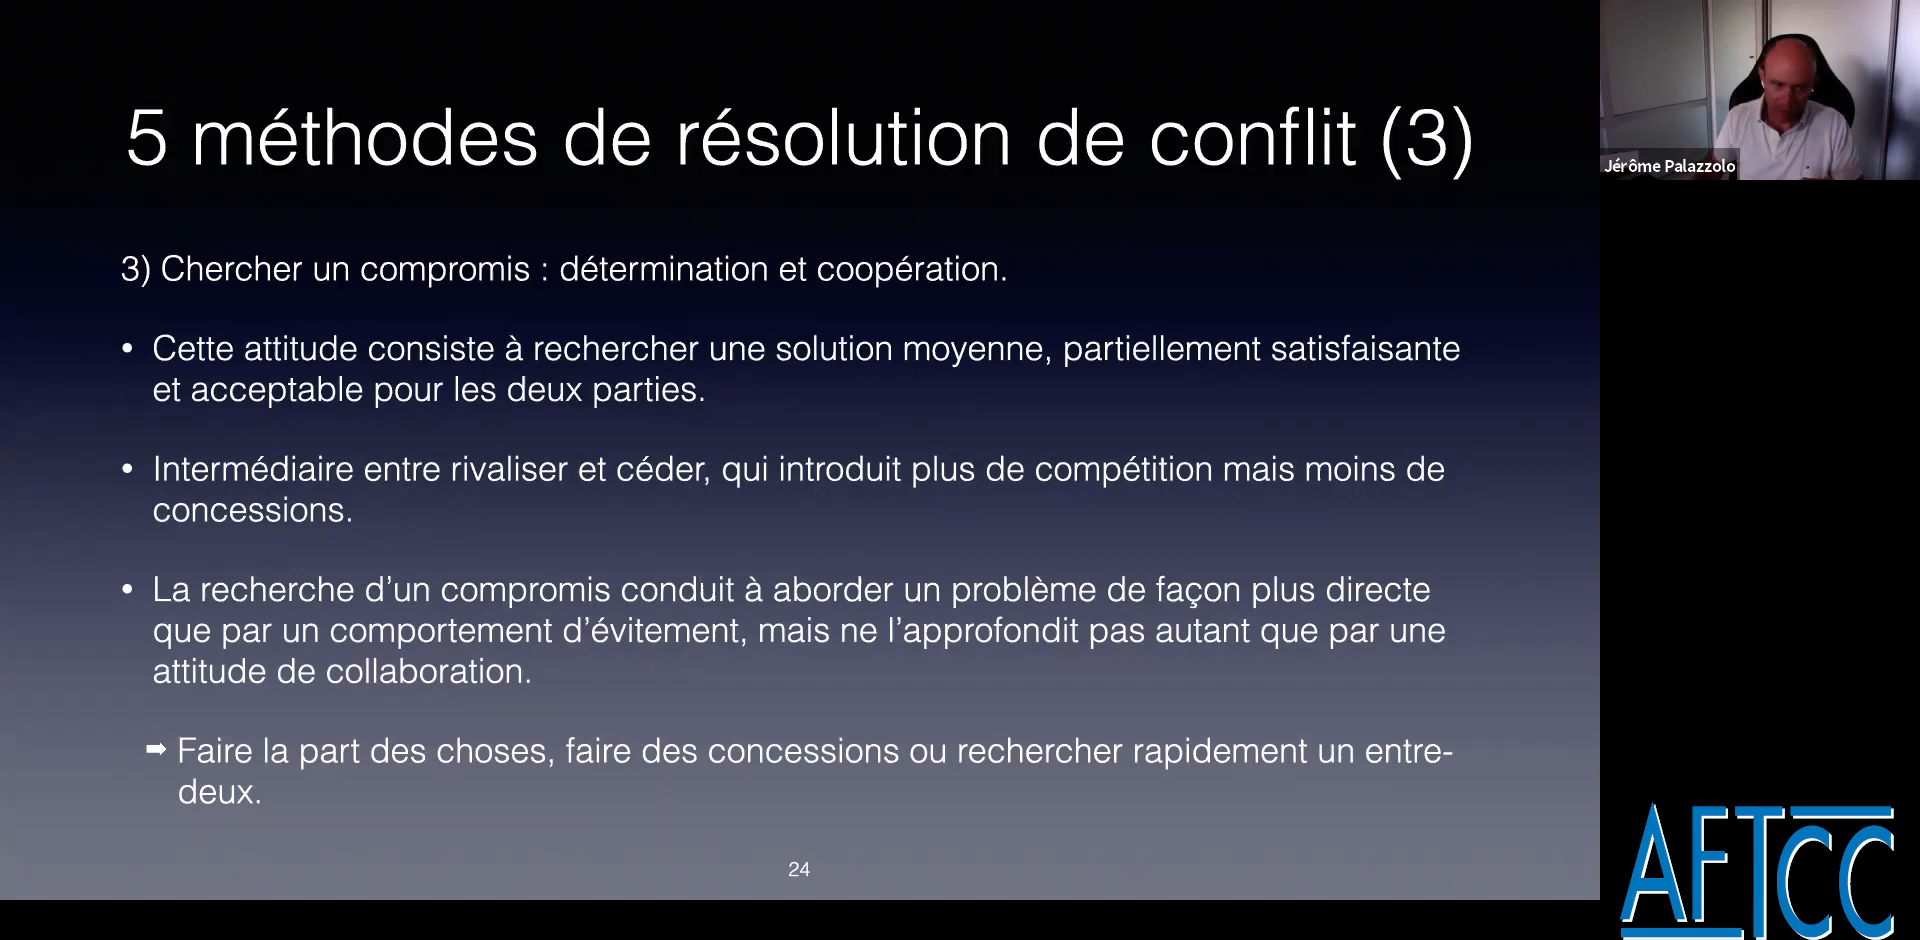 5 méthodes de résolution de conflit (3)
Jérôme Palazzolo
3) Chercher un compromis : détermination et coopération.
• Cette attitude consiste à rechercher une solution moyenne, partiellement satisfaisante
et acceptable pour les deux parties.
• Intermédiaire entre rivaliser et céder, qui introduit plus de compétition mais moins de
concessions.
• La recherche d’un compromis conduit à aborder un problème de façon plus directe
que par un comportement d’évitement, mais ne l’approfondit pas autant que par une
attitude de collaboration.
➡ Faire la part des choses, faire des concessions ou rechercher rapidement un entre-
deux.
24
AFTCC